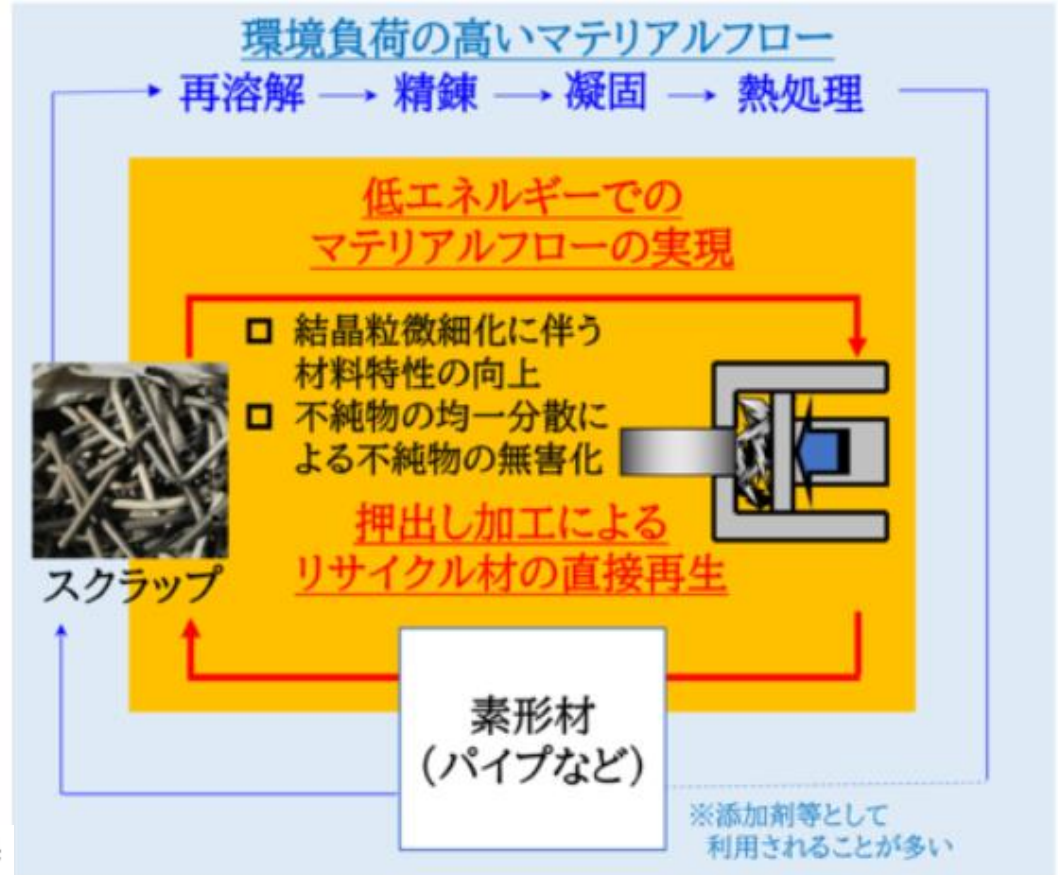 環境負荷の高いマテリアルフロー
再溶解 → 精錬 → 凝固 → 熱処理
低エネルギーでの
マテリアルフローの実現
□ 結晶粒微細化に伴う
材料特性の向上
□ 不純物の均一分散に
よる不純物の無害化
押出し加工による
リサイクル材の直接再生
スクラップ
素形材
(パイプなど)
※添加剤等として
利用されることが多い